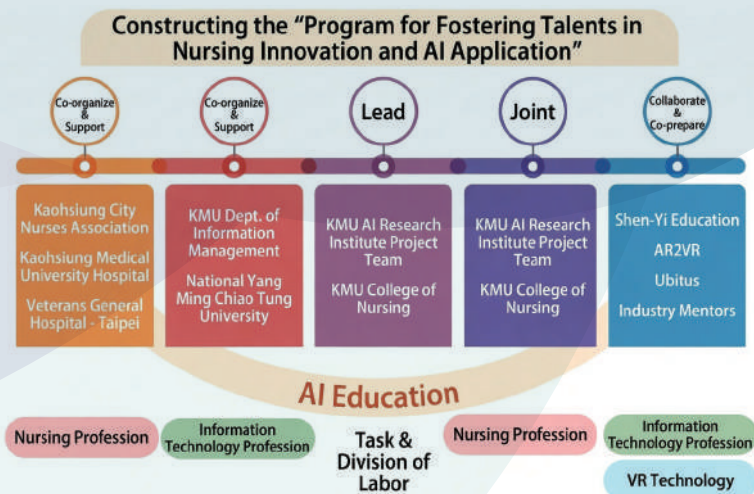 Constructing the “Program for Fostering Talents in
Nursing Innovation and AI Application”
Co-organize
&
Support
Co-organize
&
Support
Lead
Joint
Collaborate
&
Co-prepare
Kaohsiung City
Nurses Association
Kaohsiung Medical
University Hospital
Veterans General
Hospital - Taipei
KMU Dept. of
Information
Management
National Yang
Ming Chiao Tung
University
KMU AI Research
Institute Project
Team
KMU College of
Nursing
KMU AI Research
Institute Project
Team
KMU College of
Nursing
Shen-Yi Education
AR2VR
Ubitus
Industry Mentors
AI Education
Nursing Profession
Information
Technology Profession
Task &
Division of
Labor
Nursing Profession
Information
Technology Profession
VR Technology